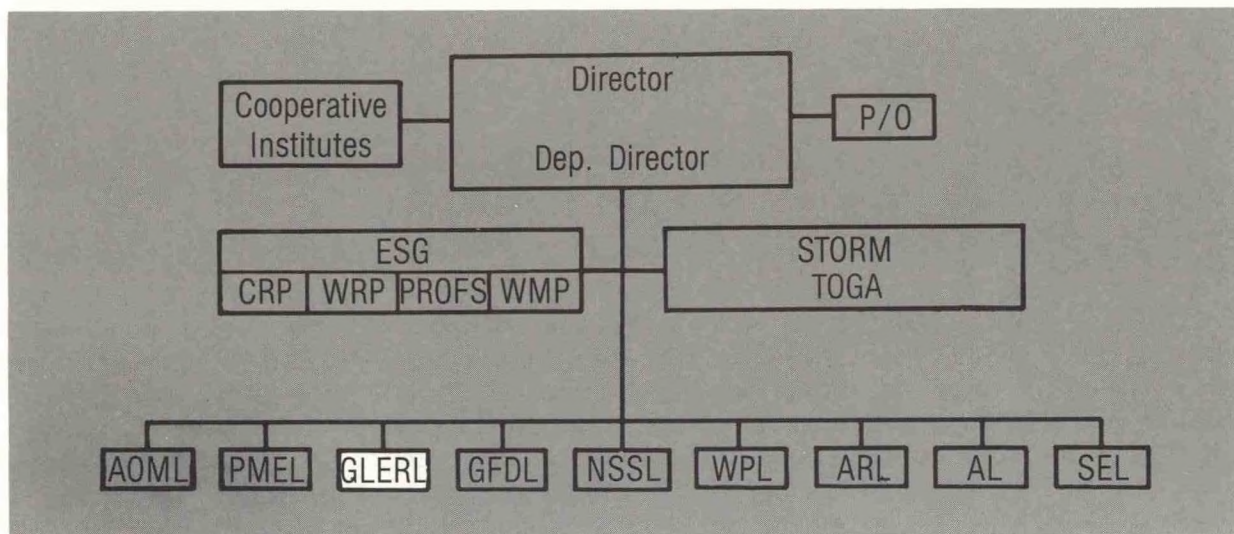 Director
Dep. Director
Cooperative
Institutes
P/O
ESG
CRP WRP PROFS WMP
STORM
TOGA
AOML PMEL GLERL GFDL NSSL WPL ARL AL SEL